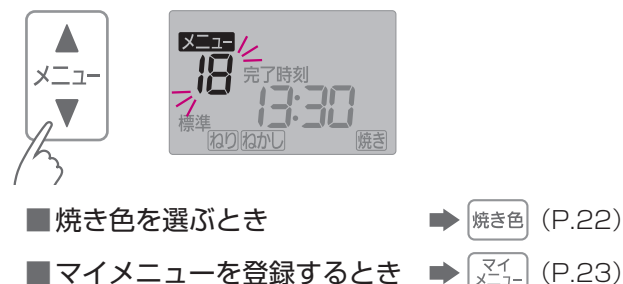 メニュー
メニュー
18
完了時刻
13:30
標準
ねり ねかし 焼き
■焼き色を選ぶとき ➡ 焼き色 (P.22)
■マイメニューを登録するとき ➡ マイメニュー (P.23)